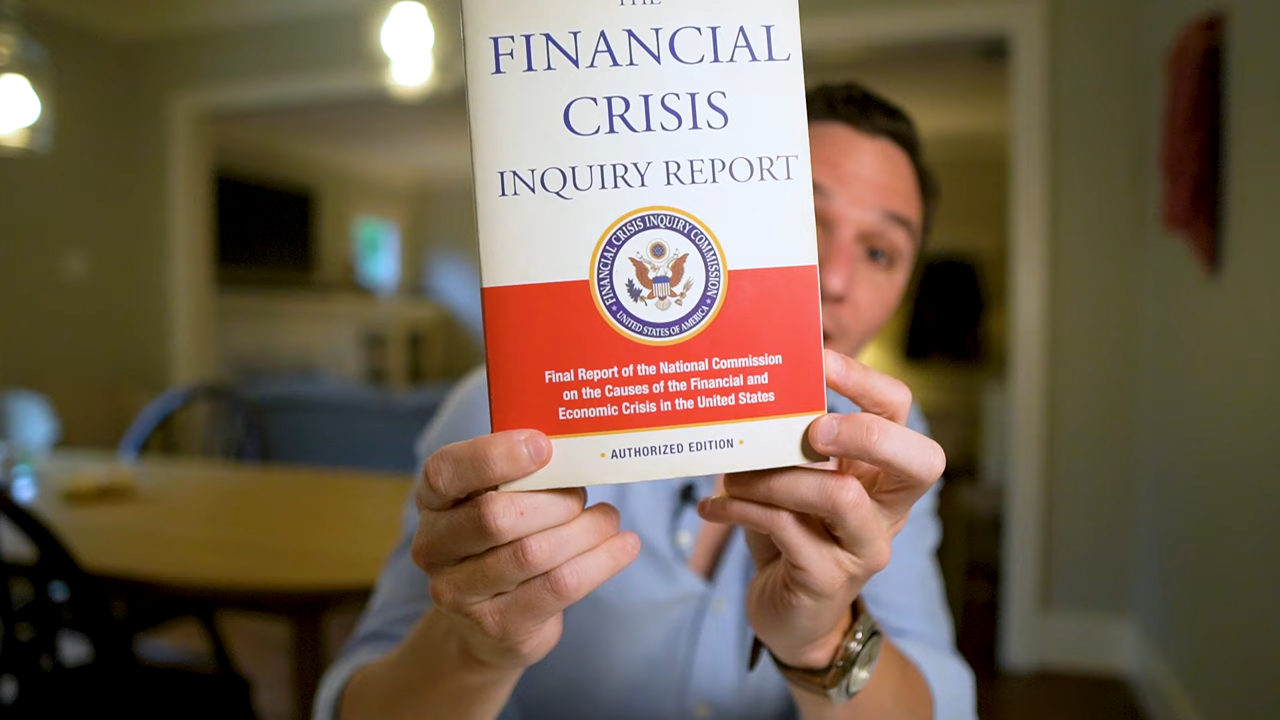 THE
FINANCIAL
CRISIS
INQUIRY REPORT
FINANCIAL CRISIS INQUIRY COMMISSION
UNITED STATES OF AMERICA
Final Report of the National Commission
on the Causes of the Financial and
Economic Crisis in the United States
• AUTHORIZED EDITION •